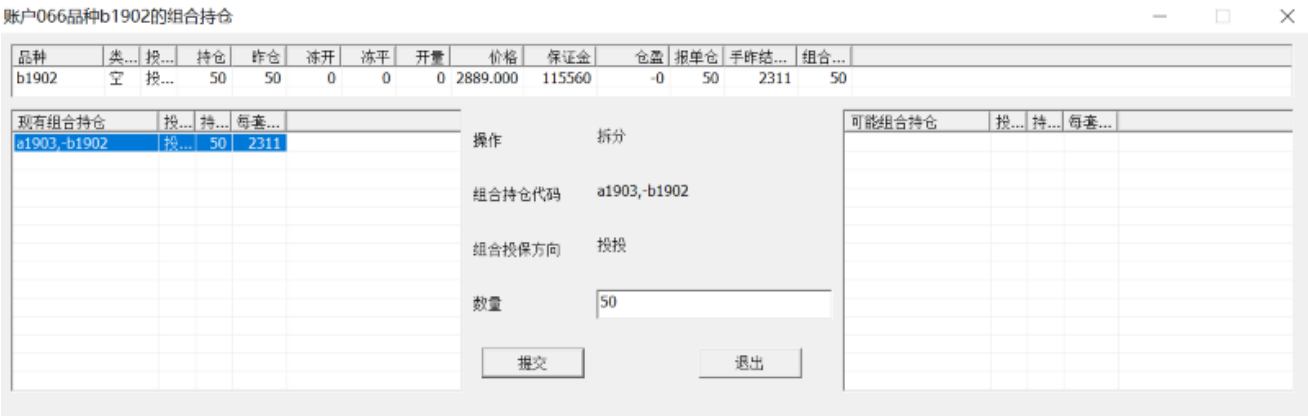 账户066品种b1902的组合持仓
品种 类... 投... 持仓 昨仓 冻开 冻平 开量 价格 保证金 仓盈 报单仓 手昨结... 组合...
b1902 空 投... 50 50 0 0 0 2889.000 115560 -0 50 2311 50
现有组合持仓 投... 持... 每套...
a1903,-b1902 投... 50 2311
操作 拆分
组合持仓代码 a1903,-b1902
组合投保方向 投投
数量 50
提交 退出
可能组合持仓 投... 持... 每套...